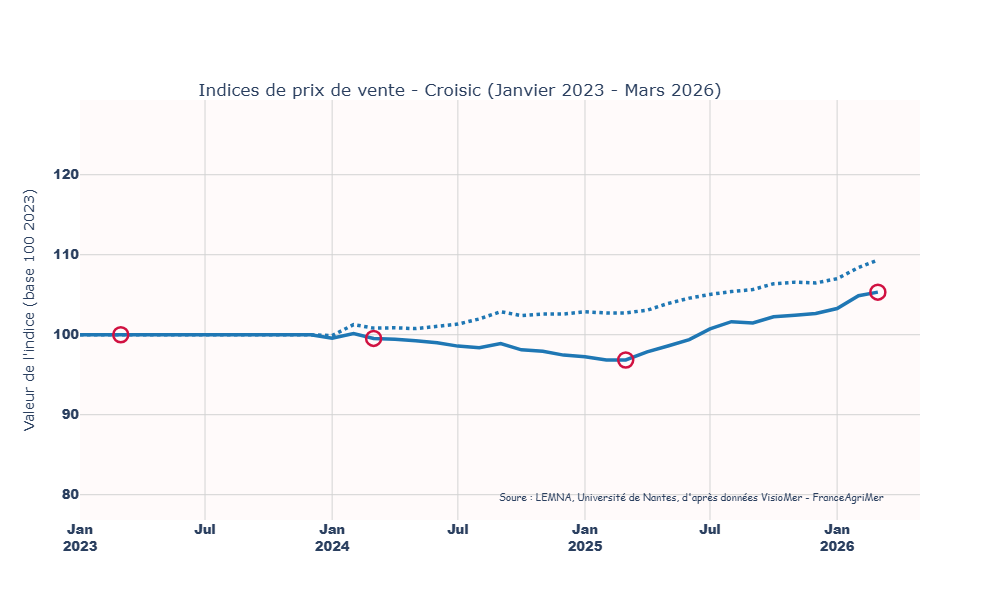 Indices de prix de vente - Croisic (Janvier 2023 - Mars 2026)
Valeur de l'indice (base 100 2023)
120
110
100
90
80
Soure : LEMNA, Université de Nantes, d'après données VisioMer - FranceAgriMer
Jan Jul Jan Jul Jan Jul Jan
2023 2024 2025 2026